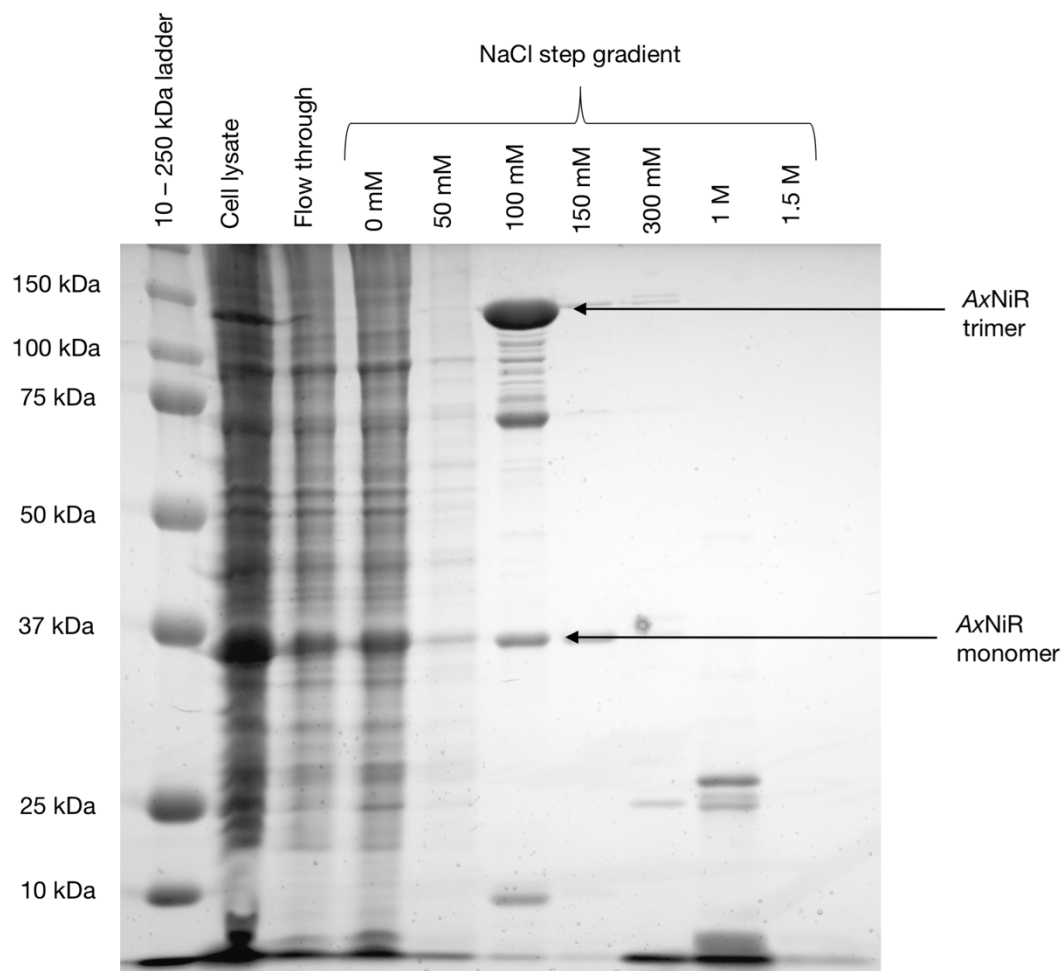 NaCl step gradient
10 – 250 kDa ladder
Cell lysate
Flow through
0 mM
50 mM
100 mM
150 mM
300 mM
1 M
1.5 M
150 kDa
100 kDa
75 kDa
50 kDa
37 kDa
25 kDa
10 kDa
AxNiR
trimer
AxNiR
monomer